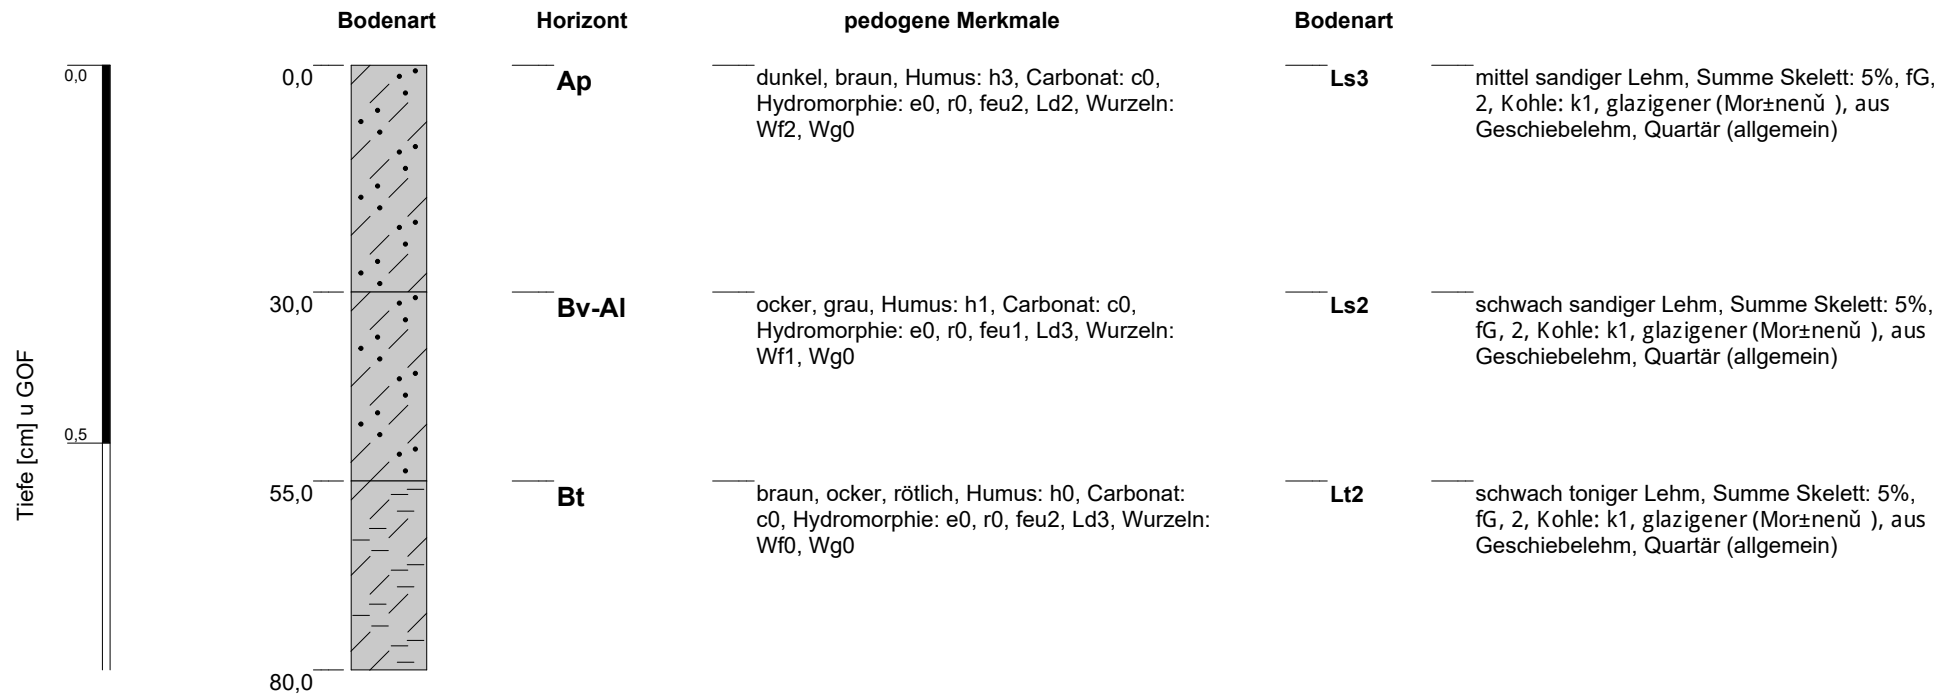 Bodenart Horizont pedogene Merkmale Bodenart
Tiefe [cm] u GOF
0,0
0,5
0,0
Ap
dunkel, braun, Humus: h3, Carbonat: c0,
Hydromorphie: e0, r0, feu2, Ld2, Wurzeln:
Wf2, Wg0
Ls3
mittel sandiger Lehm, Summe Skelett: 5%, fG,
2, Kohle: k1, glazigener (Mor±nenǔ ), aus
Geschiebelehm, Quartär (allgemein)
30,0
Bv-Al
ocker, grau, Humus: h1, Carbonat: c0,
Hydromorphie: e0, r0, feu1, Ld3, Wurzeln:
Wf1, Wg0
Ls2
schwach sandiger Lehm, Summe Skelett: 5%,
fG, 2, Kohle: k1, glazigener (Mor±nenǔ ), aus
Geschiebelehm, Quartär (allgemein)
55,0
Bt
braun, ocker, rötlich, Humus: h0, Carbonat:
c0, Hydromorphie: e0, r0, feu2, Ld3, Wurzeln:
Wf0, Wg0
Lt2
schwach toniger Lehm, Summe Skelett: 5%,
fG, 2, Kohle: k1, glazigener (Mor±nenǔ ), aus
Geschiebelehm, Quartär (allgemein)
80,0